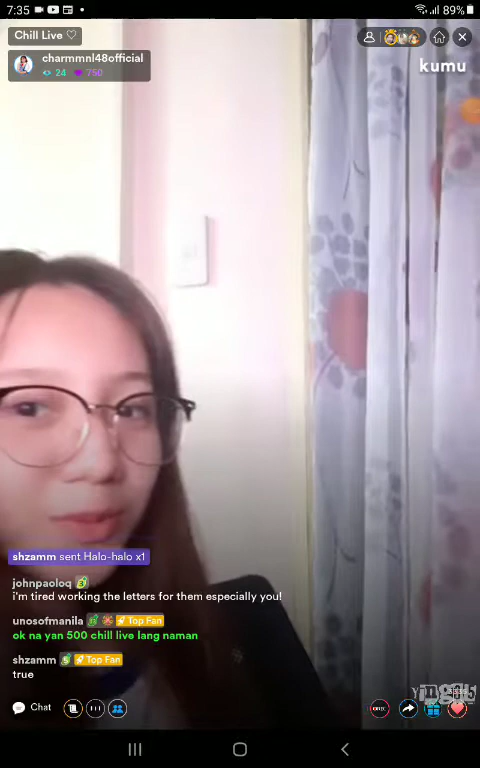 7:35
89%
Chill Live ♡
charmmnl48official
24 750
kumu
shzamm sent Halo-halo x1
johnpaoloq
i'm tired working the letters for them especially you!
unosofmanila Top Fan
ok na yan 500 chill live lang naman
shzamm 5 Top Fan
true
Chat